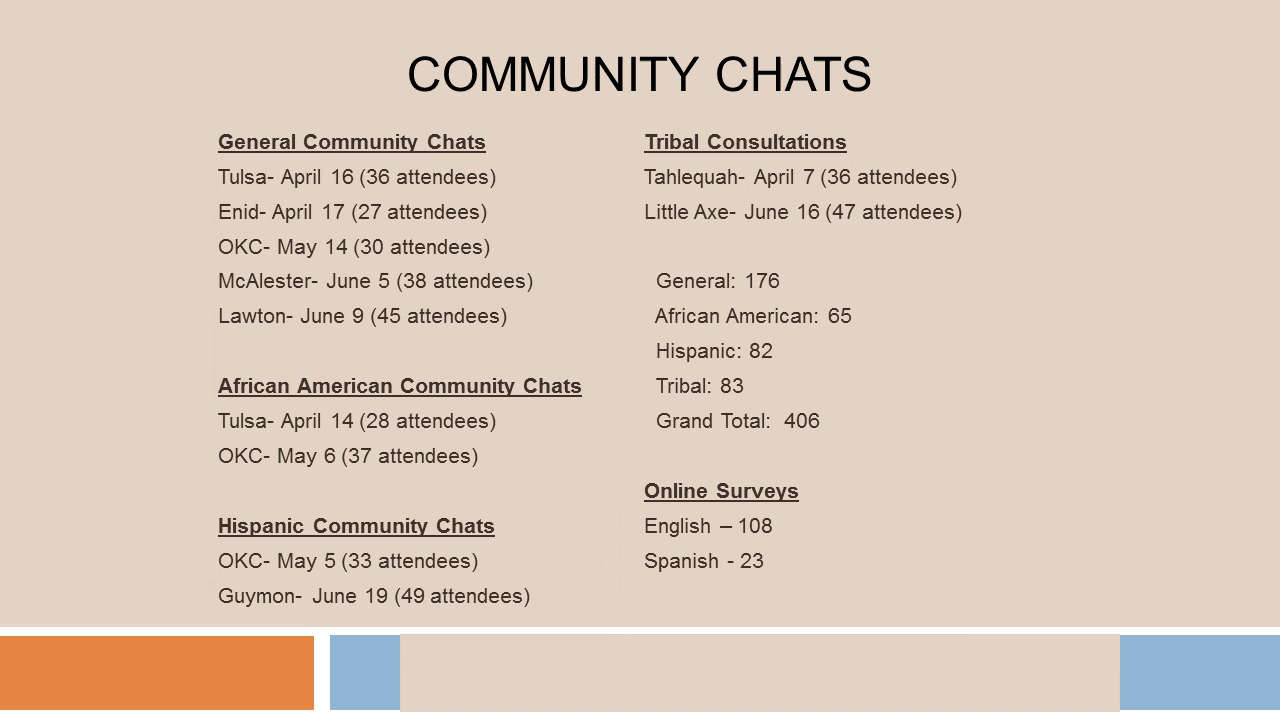 COMMUNITY CHATS
General Community Chats
Tulsa- April 16 (36 attendees)
Enid- April 17 (27 attendees)
OKC- May 14 (30 attendees)
McAlester- June 5 (38 attendees)
Lawton- June 9 (45 attendees)
African American Community Chats
Tulsa- April 14 (28 attendees)
OKC- May 6 (37 attendees)
Hispanic Community Chats
OKC- May 5 (33 attendees)
Guymon- June 19 (49 attendees)
Tribal Consultations
Tahlequah- April 7 (36 attendees)
Little Axe- June 16 (47 attendees)
General: 176
African American: 65
Hispanic: 82
Tribal: 83
Grand Total: 406
Online Surveys
English – 108
Spanish - 23